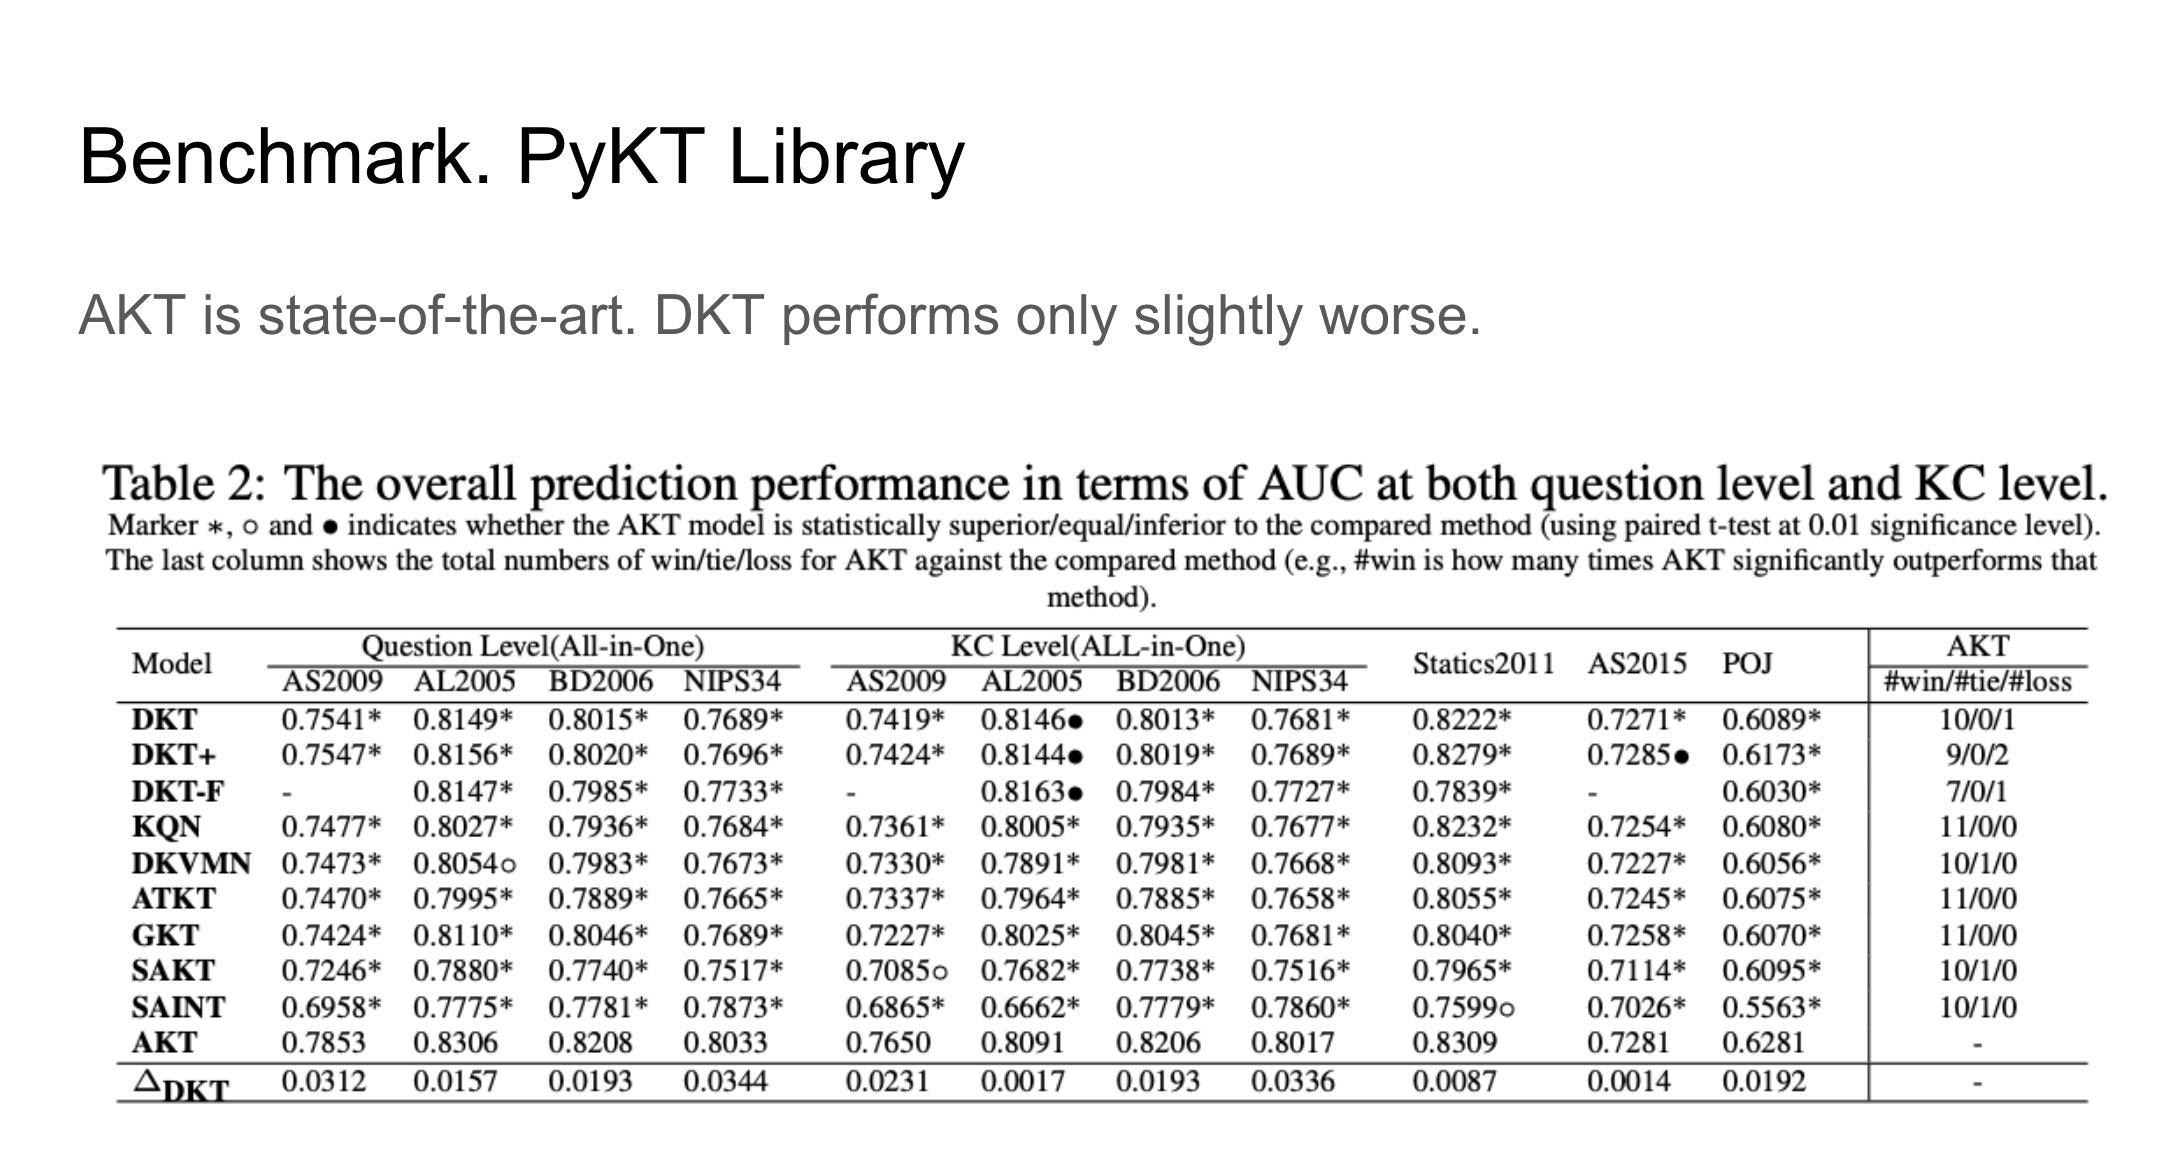 Benchmark. PyKT Library
AKT is state-of-the-art. DKT performs only slightly worse.
Table 2: The overall prediction performance in terms of AUC at both question level and KC level.
Marker *, ○ and ● indicates whether the AKT model is statistically superior/equal/inferior to the compared method (using paired t-test at 0.01 significance level).
The last column shows the total numbers of win/tie/loss for AKT against the compared method (e.g., #win is how many times AKT significantly outperforms that
method).
Model Question Level(All-in-One) KC Level(ALL-in-One) Statics2011 AS2015 POJ AKT
AS2009 AL2005 BD2006 NIPS34 AS2009 AL2005 BD2006 NIPS34 #win/#tie/#loss
DKT 0.7541* 0.8149* 0.8015* 0.7689* 0.7419* 0.8146● 0.8013* 0.7681* 0.8222* 0.7271* 0.6089* 10/0/1
DKT+ 0.7547* 0.8156* 0.8020* 0.7696* 0.7424* 0.8144● 0.8019* 0.7689* 0.8279* 0.7285● 0.6173* 9/0/2
DKT-F - 0.8147* 0.7985* 0.7733* - 0.8163● 0.7984* 0.7727* 0.7839* - 0.6030* 7/0/1
KQN 0.7477* 0.8027* 0.7936* 0.7684* 0.7361* 0.8005* 0.7935* 0.7677* 0.8232* 0.7254* 0.6080* 11/0/0
DKVMN 0.7473* 0.8054○ 0.7983* 0.7673* 0.7330* 0.7891* 0.7981* 0.7668* 0.8093* 0.7227* 0.6056* 10/1/0
ATKT 0.7470* 0.7995* 0.7889* 0.7665* 0.7337* 0.7964* 0.7885* 0.7658* 0.8055* 0.7245* 0.6075* 11/0/0
GKT 0.7424* 0.8110* 0.8046* 0.7689* 0.7227* 0.8025* 0.8045* 0.7681* 0.8040* 0.7258* 0.6070* 11/0/0
SAKT 0.7246* 0.7880* 0.7740* 0.7517* 0.7085○ 0.7682* 0.7738* 0.7516* 0.7965* 0.7114* 0.6095* 10/1/0
SAINT 0.6958* 0.7775* 0.7781* 0.7873* 0.6865* 0.6662* 0.7779* 0.7860* 0.7599○ 0.7026* 0.5563* 10/1/0
AKT 0.7853 0.8306 0.8208 0.8033 0.7650 0.8091 0.8206 0.8017 0.8309 0.7281 0.6281 -
△DKT 0.0312 0.0157 0.0193 0.0344 0.0231 0.0017 0.0193 0.0336 0.0087 0.0014 0.0192 -